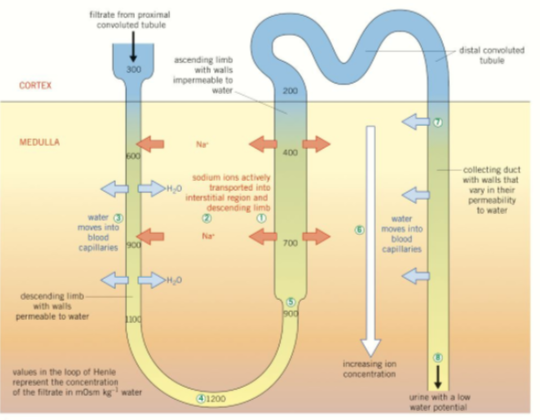 filtrate from proximal
convoluted tubule
300
CORTEX
MEDULLA
ascending limb
with walls
impermeable to
water
200
distal convoluted
tubule
600
Na⁺
400
sodium ions actively
transported into
interstitial region and
descending limb
H₂O
③
②
①
water
moves into
blood
capillaries
900
Na⁺
700
H₂O
descending limb
with walls
permeable to water
1100
⑤
900
④
1200
values in the loop of Henle
represent the concentration
of the filtrate in mOsm kg⁻¹ water
⑦
collecting duct
with walls that
vary in their
permeability
to water
⑥
water
moves into
blood
capillaries
increasing ion
concentration
⑧
urine with a low
water potential